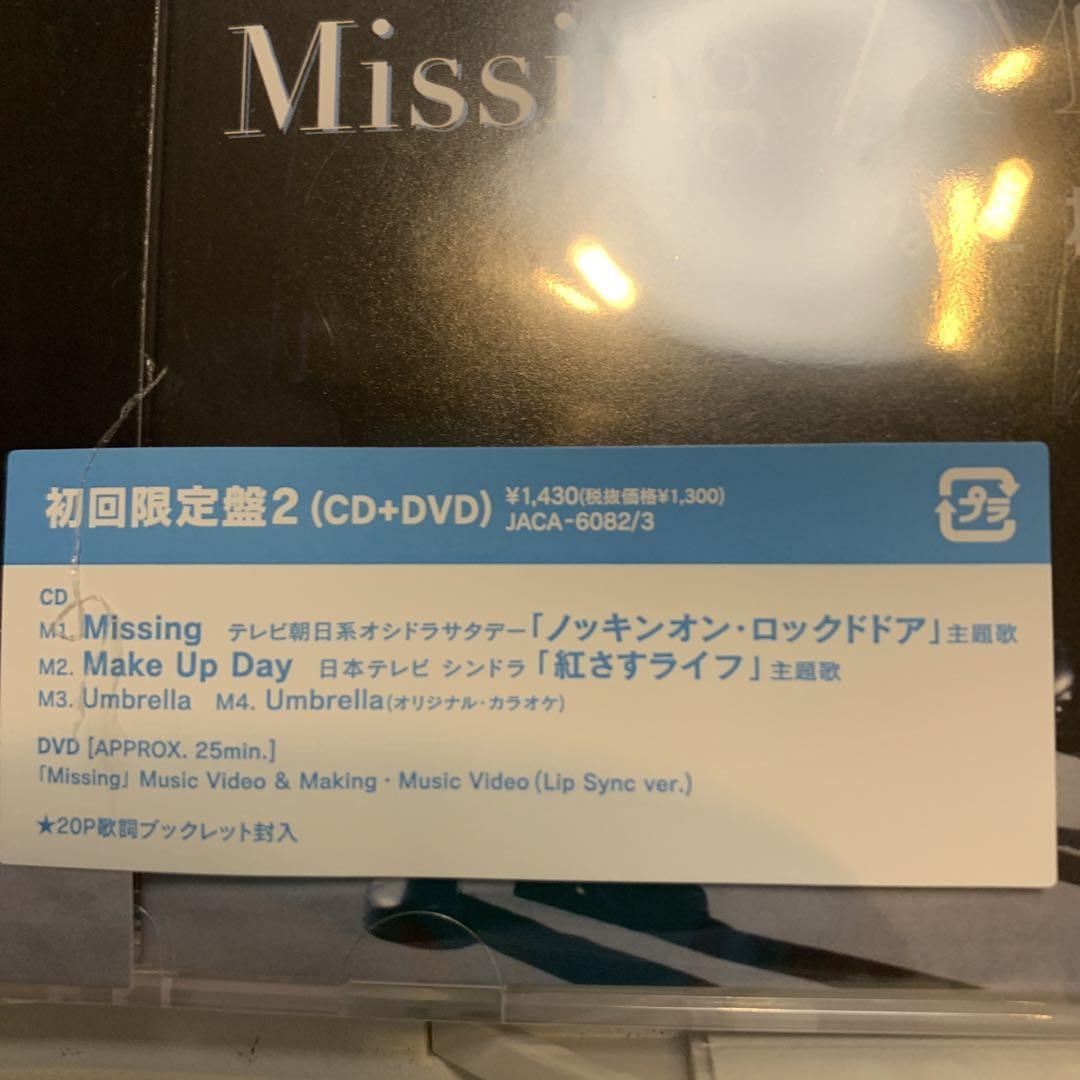 Missing / M
初回限定盤2 (CD+DVD) ¥1,430(税抜価格¥1,300)
JACA-6082/3
プラ
CD
M1. Missing テレビ朝日系オシドラサタデー「ノッキンオン・ロックドドア」主題歌
M2. Make Up Day 日本テレビ シンドラ「紅さすライフ」主題歌
M3. Umbrella M4. Umbrella(オリジナル・カラオケ)
DVD [APPROX. 25min.]
「Missing」 Music Video & Making・Music Video (Lip Sync ver.)
★20P歌詞ブックレット封入